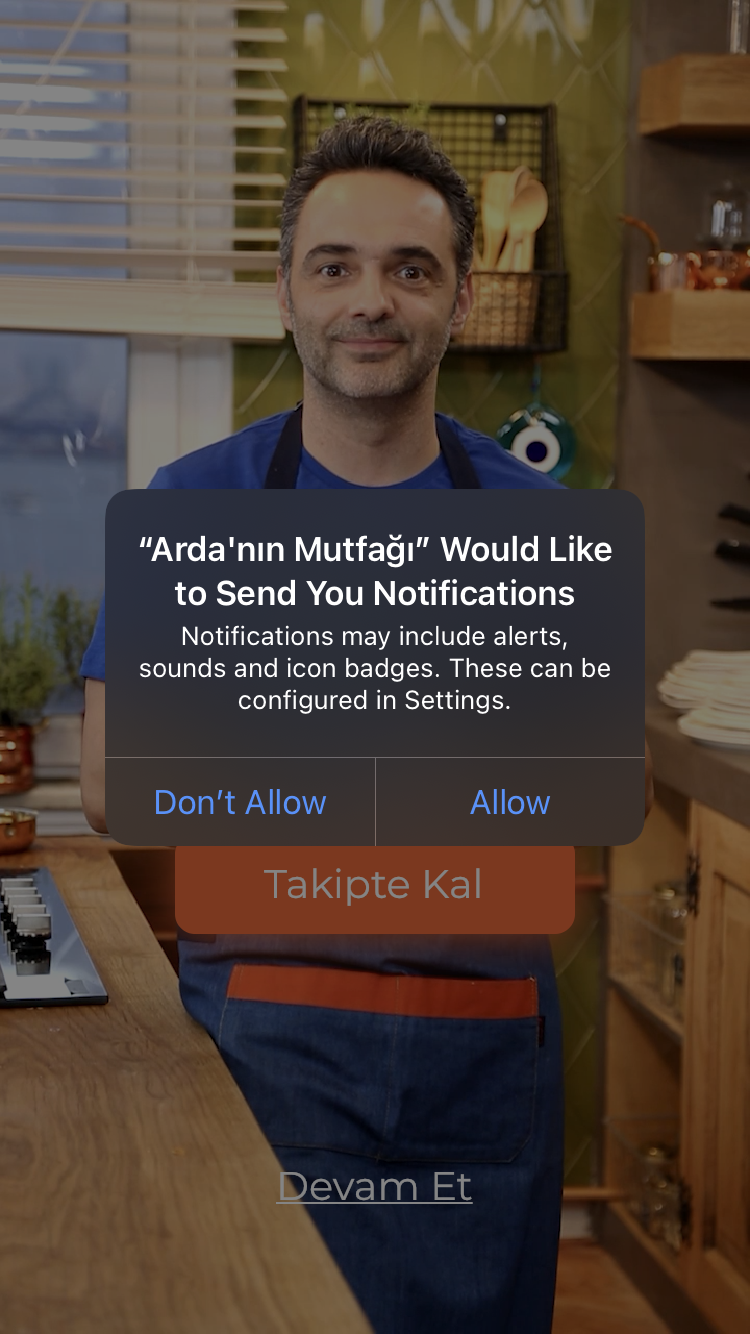 “Arda'nın Mutfağı” Would Like
to Send You Notifications
Notifications may include alerts,
sounds and icon badges. These can be
configured in Settings.
Don’t Allow
Allow
Takipte Kal
Devam Et